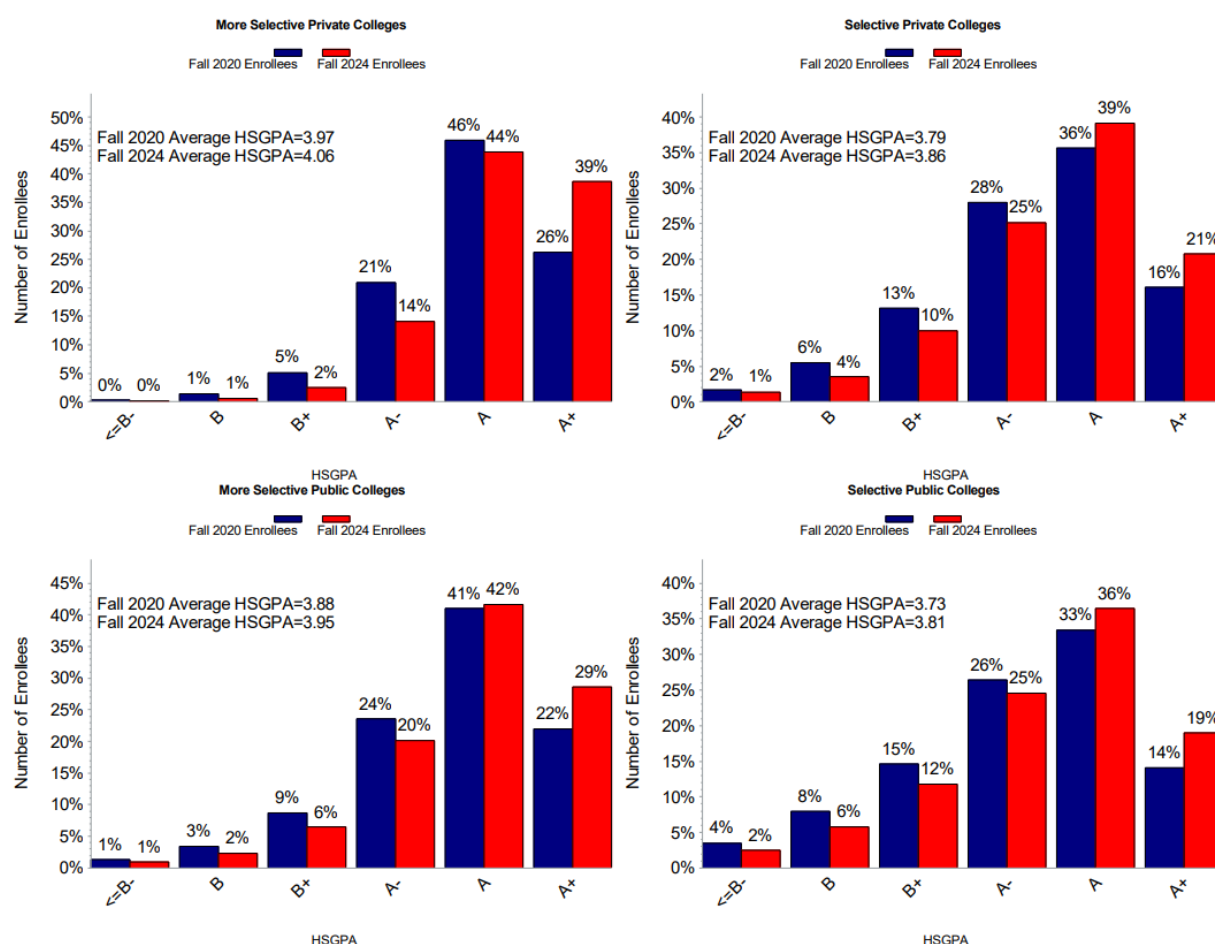 More Selective Private Colleges
Fall 2020 Enrollees Fall 2024 Enrollees
Fall 2020 Average HSGPA=3.97
Fall 2024 Average HSGPA=4.06
Number of Enrollees
50%
45%
40%
35%
30%
25%
20%
15%
10%
5%
0%
0% 0%
1% 1%
5% 2%
21% 14%
46% 44%
26% 39%
<=B- B B+ A- A A+
HSGPA
Selective Private Colleges
Fall 2020 Enrollees Fall 2024 Enrollees
Fall 2020 Average HSGPA=3.79
Fall 2024 Average HSGPA=3.86
Number of Enrollees
40%
35%
30%
25%
20%
15%
10%
5%
0%
2% 1%
6% 4%
13% 10%
28% 25%
36% 39%
16% 21%
<=B- B B+ A- A A+
HSGPA
More Selective Public Colleges
Fall 2020 Enrollees Fall 2024 Enrollees
Fall 2020 Average HSGPA=3.88
Fall 2024 Average HSGPA=3.95
Number of Enrollees
45%
40%
35%
30%
25%
20%
15%
10%
5%
0%
1% 1%
3% 2%
9% 6%
24% 20%
41% 42%
22% 29%
<=B- B B+ A- A A+
HSGPA
Selective Public Colleges
Fall 2020 Enrollees Fall 2024 Enrollees
Fall 2020 Average HSGPA=3.73
Fall 2024 Average HSGPA=3.81
Number of Enrollees
40%
35%
30%
25%
20%
15%
10%
5%
0%
4% 2%
8% 6%
15% 12%
26% 25%
33% 36%
14% 19%
<=B- B B+ A- A A+
HSGPA